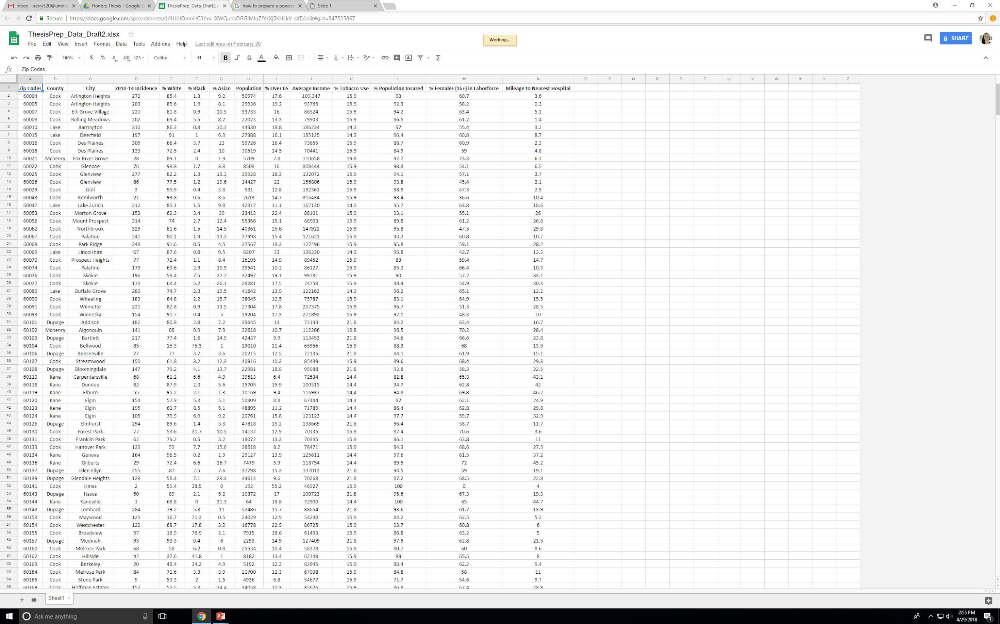 Inbox - perry520@umn.e
Honors Thesis - Google D
ThesisPrep_Data_Draft2.x
how to prepare a powerp
Slide 1
Secure | https://docs.google.com/spreadsheets/d/1UbIOmnHC3Yxx-IXWQu1sOGGIMIqZfYxXjSKHLkV-sXE/edit#gid=847525867
ThesisPrep_Data_Draft2.xlsx
Working...
SHARE
File Edit View Insert Format Data Tools Add-ons Help Last edit was on February 20
100% $ % .0 .00 123 Calibri 11 B I S A Σ
fx Zip Codes
A B C D E F G H I J K L M N O P Q R S T U V W X Y Z
1 Zip Codes County City 2010-14 Incidence % White % Black % Asian Population % Over 65 Average Income % Tobacco Use % Population Insured % Females (16+) in Laborforce Mileage to Nearest Hospital
2 60004 Cook Arlington Heights 272 85.4 1.3 9.2 50974 17.6 109,347 15.9 93 60.7 3.6
3 60005 Cook Arlington Heights 203 85.6 1.9 8.1 29936 19.2 93765 15.9 92.3 58.2 0.3
4 60007 Cook Elk Grove Village 220 81.8 0.9 10.5 33733 16 86524 15.9 94.2 63.4 5.1
5 60008 Cook Rolling Meadows 202 69.4 5.5 8.2 22023 13.3 79903 15.9 86.5 61.2 1.4
6 60010 Lake Barrington 310 86.3 0.8 10.3 44930 18.8 186234 14.3 97 55.4 3.2
7 60015 Lake Deerfield 197 91 1 6.3 27388 16.1 185125 14.3 96.4 60.8 8.7
8 60016 Cook Des Plaines 305 66.4 3.7 23 59726 16.4 73655 15.9 88.7 60.9 2.3
9 60018 Cook Des Plaines 133 72.5 2.4 10 30519 14.5 70441 15.9 84.9 59 4.8
10 60021 Mchenry Fox River Grove 28 89.1 0 1.9 5709 7.8 110658 19.8 92.7 73.3 6.1
11 60022 Cook Glencoe 76 93.8 1.7 3.3 8503 16 308444 15.9 98.3 54.1 6.5
12 60025 Cook Glenview 277 82.2 1.3 13.3 39928 18.3 132072 15.9 94.1 57.1 3.7
13 60026 Cook Glenview 86 77.5 1.2 19.6 14427 22 156806 15.9 93.8 45.4 2.1
14 60029 Cook Golf 3 95.9 0.4 3.8 531 12.8 192361 15.9 98.9 47.3 2.9
15 60043 Cook Kenilworth 21 93.8 0.6 3.6 2613 14.7 316434 15.9 98.4 36.6 10.4
16 60047 Lake Lake Zurich 212 85.1 1.5 9.8 42317 11.1 167130 14.3 95.7 64.8 18.6
17 60053 Cook Morton Grove 153 62.3 3.4 30 23413 22.4 88101 15.9 93.1 55.1 26
18 60056 Cook Mount Prospect 314 74 2.7 12.4 55366 15.1 88903 15.9 89.8 61.2 26.8
19 60062 Cook Northbrook 329 81.6 1.5 14.5 40361 25.6 147922 15.9 95.8 47.5 29.8
20 60067 Cook Palatine 241 80.1 1.9 13.3 37998 15.4 121621 15.9 93.2 60.8 10.7
21 60068 Cook Park Ridge 248 91.6 0.5 4.5 37567 18.3 127496 15.9 95.8 59.1 28.2
22 60069 Lake Lincolnshire 67 87.6 0.8 9.5 8207 33 136230 14.3 96.8 42.7 13.3
23 60070 Cook Prospect Heights 77 72.4 1.1 8.4 16195 14.9 89452 15.9 83 59.4 14.7
24 60074 Cook Palatine 179 63.6 2.9 10.5 39541 10.2 86127 15.9 85.2 66.4 10.3
25 60076 Cook Skokie 196 58.4 7.5 27.7 32497 19.1 99781 15.9 90 57.2 33.1
26 60077 Cook Skokie 178 63.4 5.2 26.1 28281 17.5 74758 15.9 88.4 54.9 30.3
27 60089 Lake Buffalo Grove 280 74.7 2.3 19.5 41642 13.9 122163 14.3 96.2 65.1 12.2
28 60090 Cook Wheeling 183 64.8 2.2 15.7 38045 12.5 75787 15.9 83.1 64.9 15.5
29 60091 Cook Wilmette 221 82.8 0.9 13.5 27304 17.8 207375 15.9 96.7 51.3 28.5
30 60093 Cook Winnetka 154 91.7 0.4 5 19204 17.3 271892 15.9 97.1 48.3 10
31 60101 Dupage Addison 182 80.8 2.8 7.2 39645 13 73193 21.8 84.2 63.4 16.7
32 60102 Mchenry Algonquin 141 88 0.9 7.9 32618 10.7 112266 19.8 96.5 70.2 28.4
33 60103 Dupage Bartlett 217 77.4 1.6 14.9 42437 9.9 113453 21.8 94.6 66.6 23.8
34 60104 Cook Bellwood 85 15.3 75.3 1 19010 11.4 65956 15.9 88.3 68 13.9
35 60106 Dupage Bensenville 77 77 3.7 3.6 20215 12.5 72135 21.8 84.1 61.9 15.1
36 60107 Cook Streamwood 150 61.8 3.2 12.3 40916 10.3 85489 15.9 89.6 68.4 29.3
37 60108 Dupage Bloomingdale 147 79.2 4.1 13.7 22981 18.8 95988 21.8 92.8 58.3 22.5
38 60110 Kane Carpentersville 68 61.2 6.6 4.9 39513 6.4 72534 14.4 82.8 65.3 43.1
39 60118 Kane Dundee 82 87.9 2.3 5.6 15705 15.9 100315 14.4 94.7 62.8 42
40 60119 Kane Elburn 55 95.2 2.1 1.3 10169 9.4 116937 14.4 94.8 69.8 46.2
41 60120 Kane Elgin 154 57.9 5.3 5.1 50809 8.8 67444 14.4 82 62.1 24.9
42 60123 Kane Elgin 195 62.7 8.5 5.1 48895 11.2 71789 14.4 86.4 62.8 29.8
43 60124 Kane Elgin 105 79.9 6.9 9.2 20761 15.8 123123 14.4 97.7 59.7 32.9
44 60126 Dupage Elmhurst 294 89.6 1.4 5.3 47818 15.2 138669 21.8 96.4 58.7 11.7
45 60130 Cook Forest Park 77 53.6 31.7 10.5 14137 12.9 70135 15.9 87.4 70.6 3.6
46 60131 Cook Franklin Park 62 79.2 0.5 3.2 18072 13.3 70345 15.9 86.1 63.8 11
47 60133 Cook Hanover Park 133 53 7.7 15.6 38518 8.2 78471 15.9 84.3 68.6 27.5
48 60134 Kane Geneva 164 96.5 0.2 1.9 29127 13.9 125611 14.4 97.6 61.5 37.2
49 60136 Kane Gilberts 29 72.4 6.6 16.7 7479 5.9 118754 14.4 89.5 72 45.2
50 60137 Dupage Glen Ellyn 255 87 2.5 7.6 37798 15.3 137013 21.8 94.5 59 19.1
51 60139 Dupage Glendale Heights 123 58.4 7.1 23.3 34614 9.6 70268 21.8 87.2 68.5 22.8
52 60141 Cook Hines 2 59.4 38.5 0 192 55.2 46927 15.9 100 0 4
53 60143 Dupage Itasca 50 89 2.1 5.2 10372 17 100723 21.8 95.6 67.3 19.3
54 60144 Kane Kaneville 1 68.8 0 31.3 64 18.8 72900 14.4 100 65 44.7
55 60148 Dupage Lombard 284 79.2 5.8 11 52486 15.7 88654 21.8 93.6 61.7 13.9
56 60153 Cook Maywood 125 16.7 71.3 0.5 24029 12.9 54240 15.9 84.2 62.5 5.2
57 60154 Cook Westchester 122 68.7 17.8 3.2 16778 22.9 86725 15.9 93.7 60.8 6
58 60155 Cook Broadview 57 18.9 76.9 2.1 7915 18.6 61493 15.9 86.8 63.2 5
59 60157 Dupage Medinah 93 93.3 0.4 6 2293 14.9 127409 21.8 97.9 62.8 21.5
60 60160 Cook Melrose Park 68 58 6.2 0.8 25534 10.4 58378 15.9 80.7 60 8.6
61 60162 Cook Hillside 42 37.6 41.8 1 8182 13.4 62148 15.9 89 65.5 8
62 60163 Cook Berkeley 20 48.4 34.2 4.9 5192 12.3 82845 15.9 88.4 62.2 9.4
63 60164 Cook Melrose Park 84 71.6 3.3 3.9 21700 12.3 67038 15.9 84.8 58 11
64 60165 Cook Stone Park 9 53.3 2 1.5 4936 6.8 54677 15.9 71.7 54.6 9.7
65 60169 Cook Hoffman Estates 152 52.5 5.3 24.4 34058 10.3 85626 15.9 86.8 67.4 28.8
Sheet1
Ask me anything
2:55 PM
4/29/2018
1